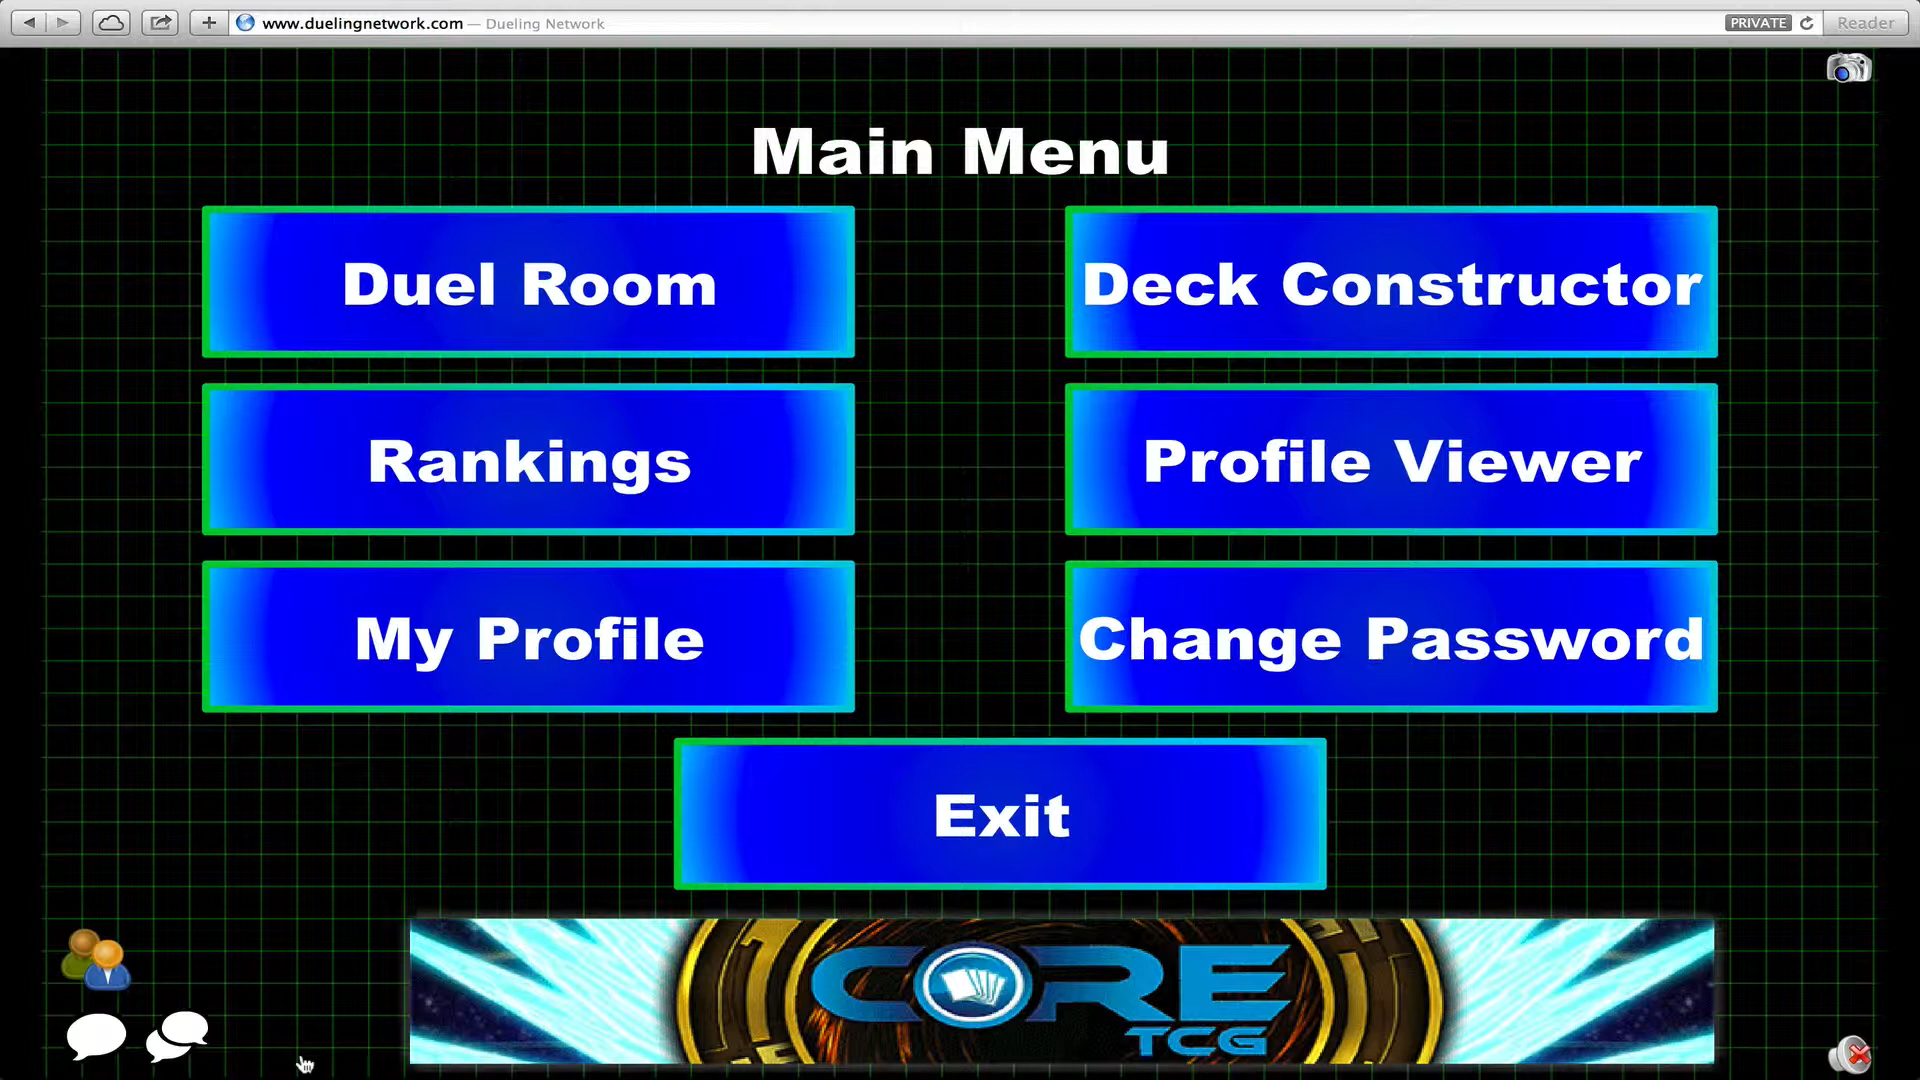 www.duelingnetwork.com — Dueling Network
PRIVATE
Reader
Main Menu
Duel Room
Deck Constructor
Rankings
Profile Viewer
My Profile
Change Password
Exit
CORE
TCG